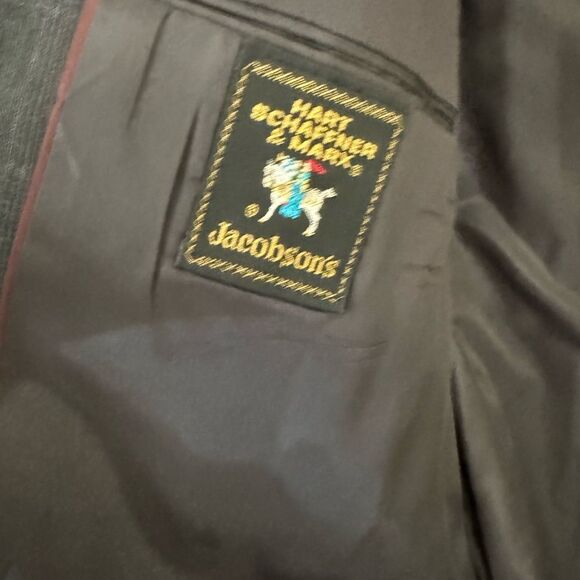 HART
SCHAFFNER
& MARX®
®
Jacobson's